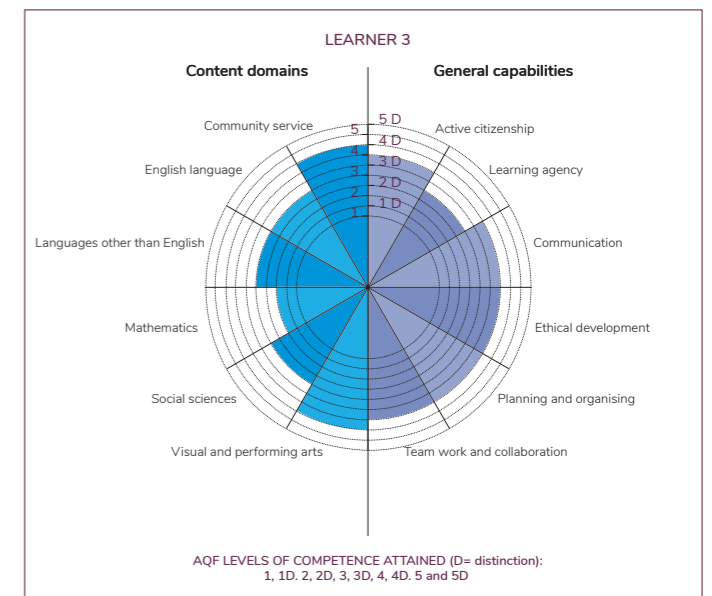 LEARNER 3
Content domains
General capabilities
5 D
5
4 D
4
3 D
3
2 D
2
1 D
1
Community service
Active citizenship
English language
Learning agency
Languages other than English
Communication
Mathematics
Ethical development
Social sciences
Planning and organising
Visual and performing arts
Team work and collaboration
AQF LEVELS OF COMPETENCE ATTAINED (D= distinction):
1, 1D. 2, 2D, 3, 3D, 4, 4D. 5 and 5D